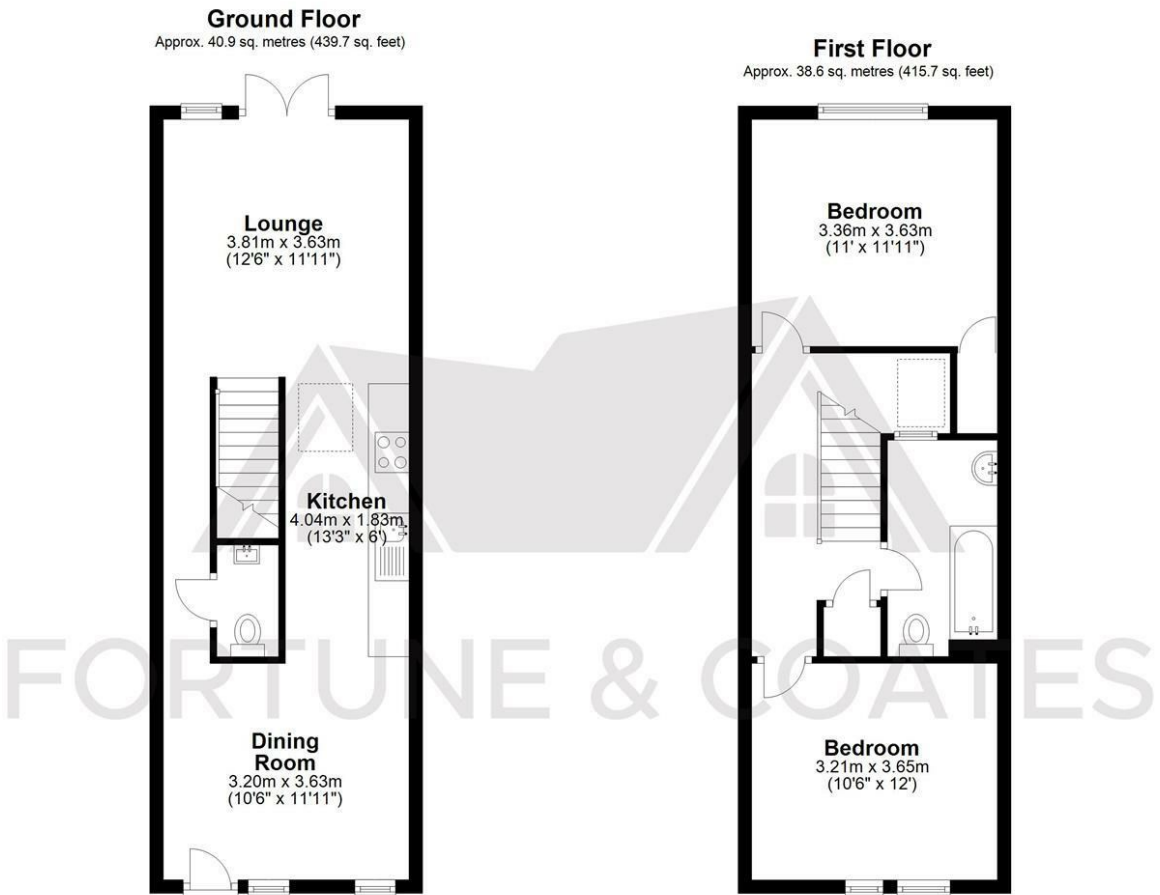 Ground Floor
Approx. 40.9 sq. metres (439.7 sq. feet)
Lounge
3.81m x 3.63m
(12'6" x 11'11")
Kitchen
4.04m x 1.83m
(13'3" x 6')
Dining
Room
3.20m x 3.63m
(10'6" x 11'11")
First Floor
Approx. 38.6 sq. metres (415.7 sq. feet)
Bedroom
3.36m x 3.63m
(11' x 11'11")
Bedroom
3.21m x 3.65m
(10'6" x 12')
FORTUNE & COATES